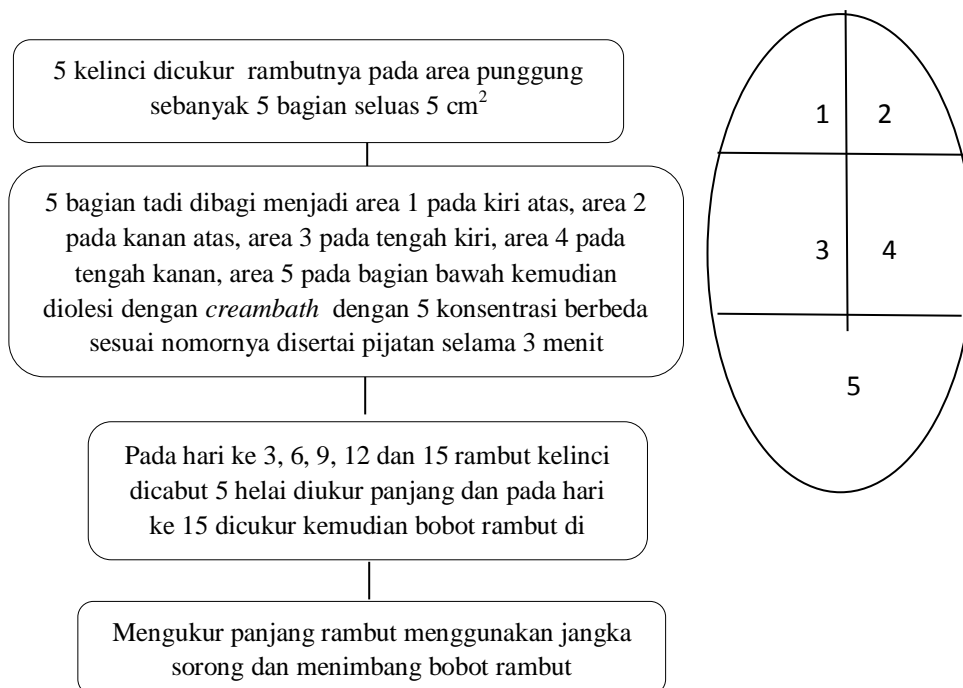 5 kelinci dicukur rambutnya pada area punggung
sebanyak 5 bagian seluas 5 cm²
5 bagian tadi dibagi menjadi area 1 pada kiri atas, area 2
pada kanan atas, area 3 pada tengah kiri, area 4 pada
tengah kanan, area 5 pada bagian bawah kemudian
diolesi dengan creambath dengan 5 konsentrasi berbeda
sesuai nomornya disertai pijatan selama 3 menit
Pada hari ke 3, 6, 9, 12 dan 15 rambut kelinci
dicabut 5 helai diukur panjang dan pada hari
ke 15 dicukur kemudian bobot rambut di
Mengukur panjang rambut menggunakan jangka
sorong dan menimbang bobot rambut
1 2
3 4
5